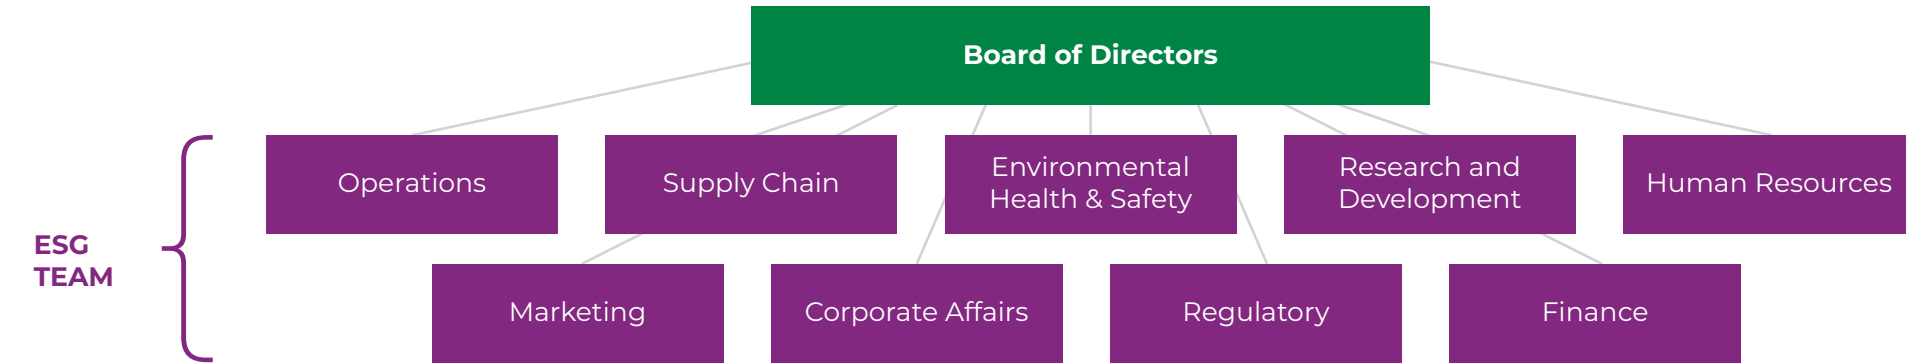 Board of Directors
Operations
Supply Chain
Environmental
Health & Safety
Research and
Development
Human Resources
ESG
TEAM
Marketing
Corporate Affairs
Regulatory
Finance